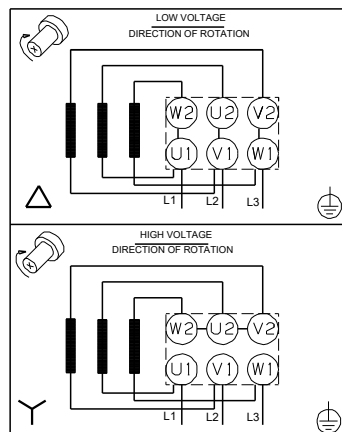 LOW VOLTAGE
DIRECTION OF ROTATION
W2 U2 V2
U1 V1 W1
L1 L2 L3
HIGH VOLTAGE
DIRECTION OF ROTATION
W2 U2 V2
U1 V1 W1
L1 L2 L3